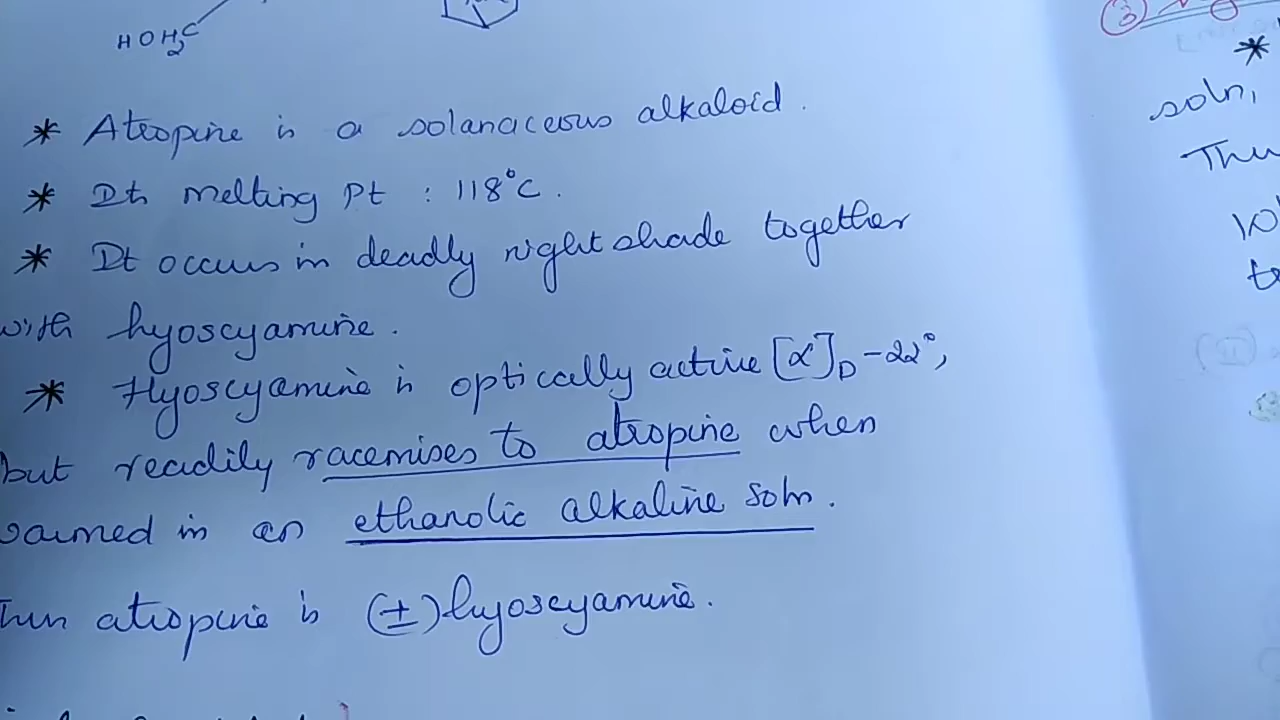 HOH₂C
* Atropine is a solanaceous alkaloid.
* Its melting pt : 118°C.
* It occurs in deadly nightshade together
with hyoscyamine.
* Hyoscyamine is optically active [α]D -22°,
but readily racemises to atropine when
warmed in an ethanolic alkaline soln.
Thus atropine is (±) hyoscyamine.
*
soln,